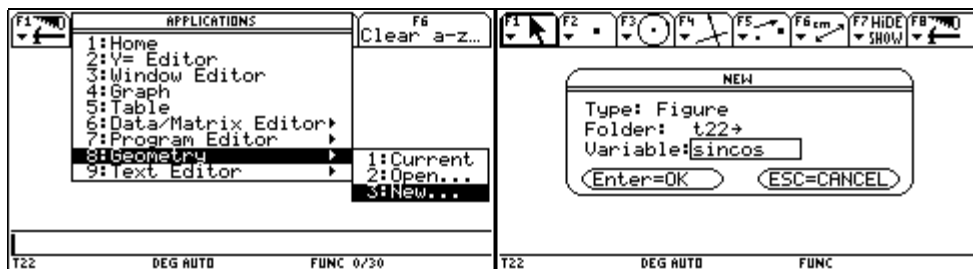 F1
APPLICATIONS
F6
Clear a-z…
1:Home
2:Y= Editor
3:Window Editor
4:Graph
5:Table
6:Data/Matrix Editor▸
7:Program Editor ▸
8:Geometry ▸
9:Text Editor ▸
1:Current
2:Open...
3:New...
T22 DEG AUTO FUNC 0/30
F1 F2 F3 F4 F5 F6 cm F7 HiDE F8
SHOW
NEW
Type: Figure
Folder: t22→
Variable: sincos
Enter=OK ESC=CANCEL
T22 DEG AUTO FUNC